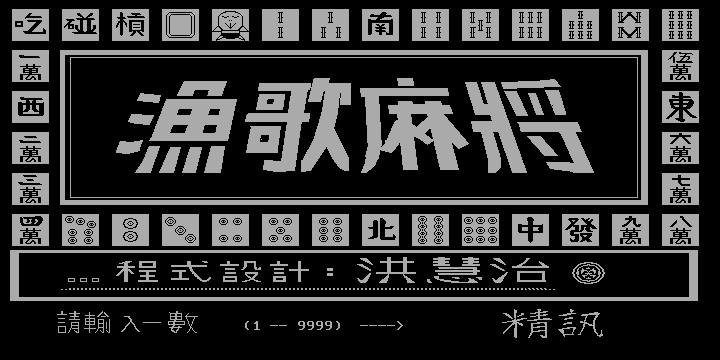 吃 碰 槓 南
一萬 伍萬
漁歌麻將
西 東
二萬 六萬
三萬 七萬
四萬 北 中 發 九萬 八萬
... 程式設計：洪慧治
請輸入一數 (1 -- 9999) ---->
精訊